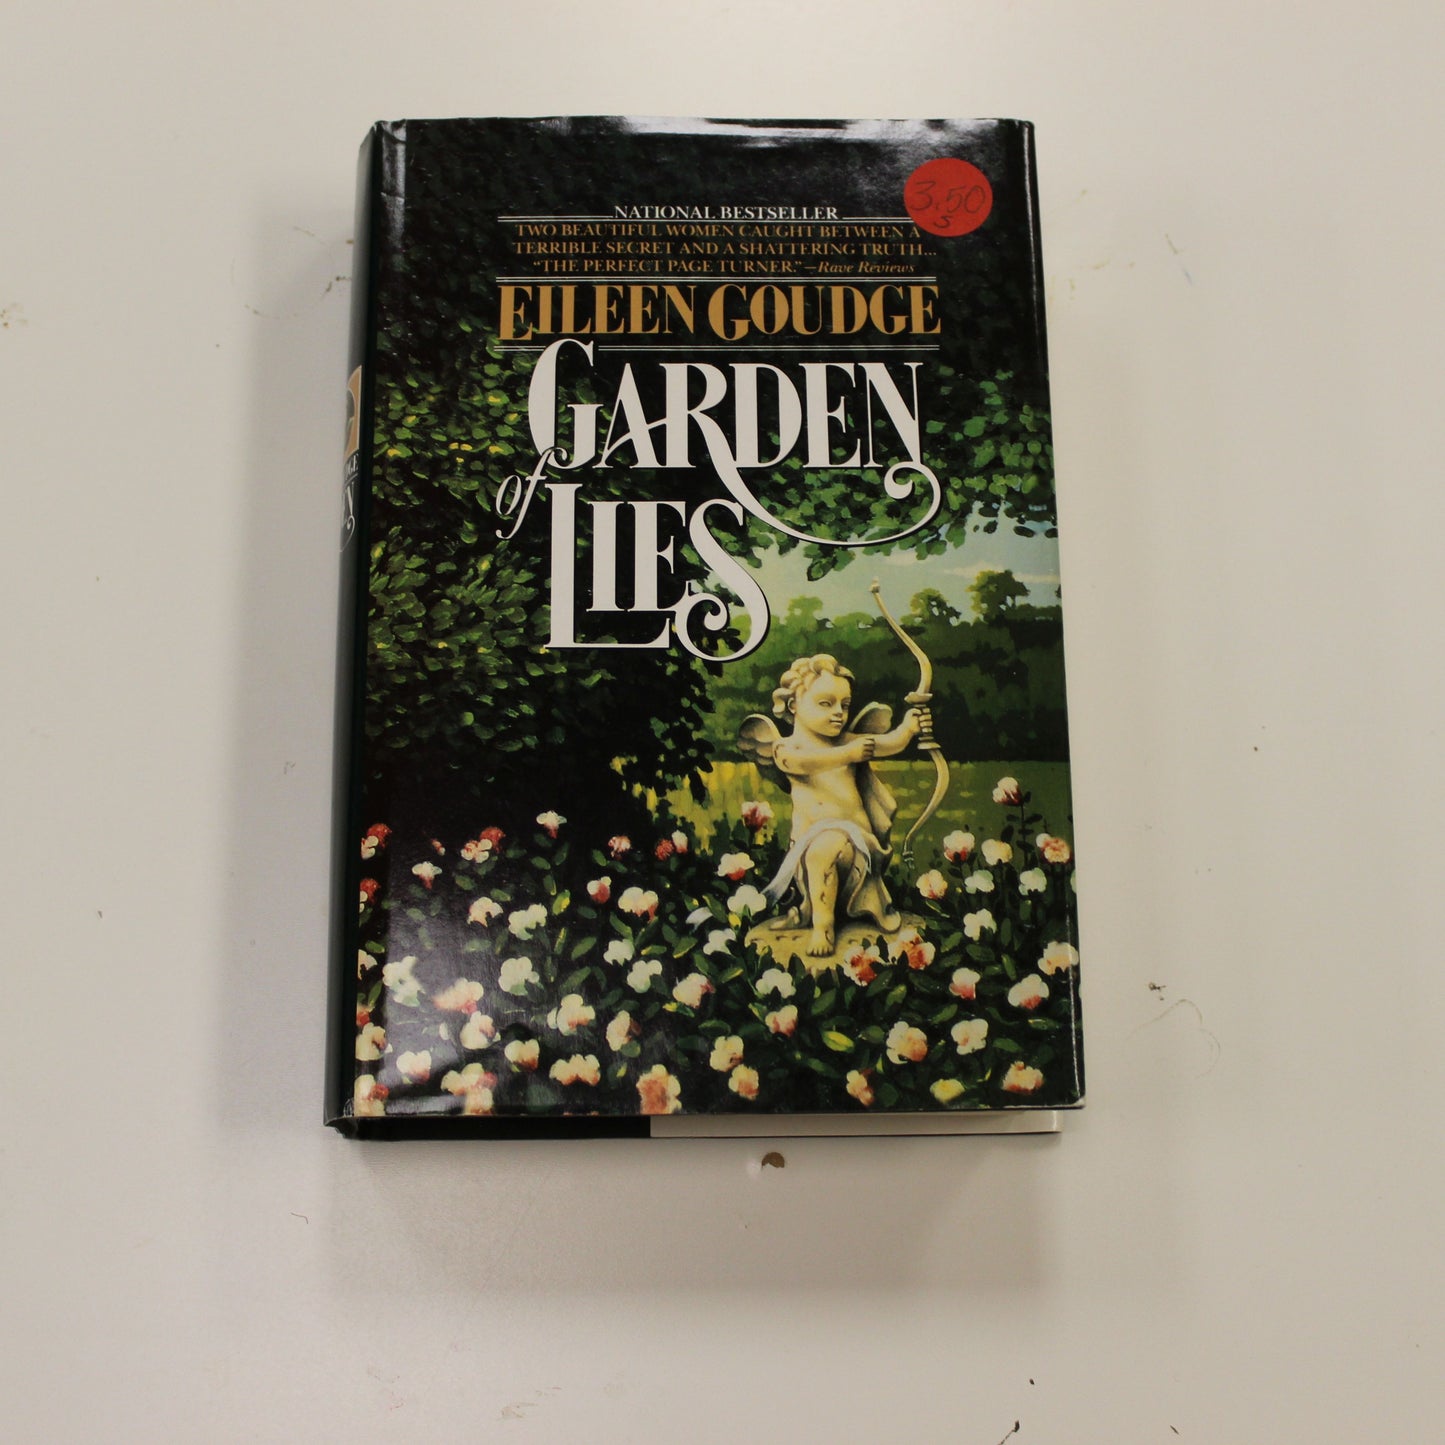 3.50
s
NATIONAL BESTSELLER
TWO BEAUTIFUL WOMEN CAUGHT BETWEEN A
TERRIBLE SECRET AND A SHATTERING TRUTH...
"THE PERFECT PAGE TURNER."—Rave Reviews
EILEEN GOUDGE
GARDEN
of
LIES